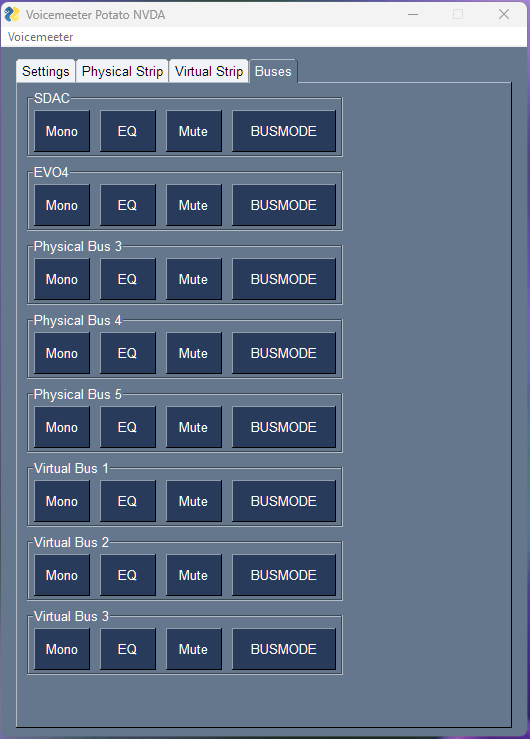 Voicemeeter Potato NVDA
Voicemeeter
Settings Physical Strip Virtual Strip Buses
SDAC
Mono EQ Mute BUSMODE
EVO4
Mono EQ Mute BUSMODE
Physical Bus 3
Mono EQ Mute BUSMODE
Physical Bus 4
Mono EQ Mute BUSMODE
Physical Bus 5
Mono EQ Mute BUSMODE
Virtual Bus 1
Mono EQ Mute BUSMODE
Virtual Bus 2
Mono EQ Mute BUSMODE
Virtual Bus 3
Mono EQ Mute BUSMODE